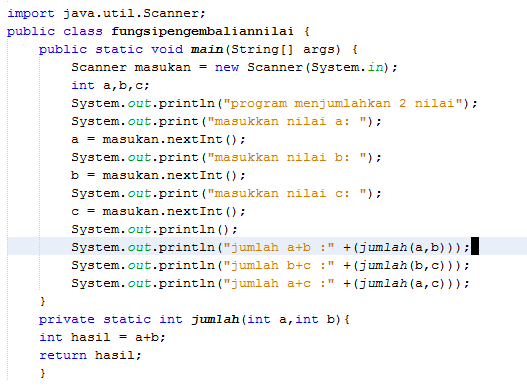 import java.util.Scanner;
public class fungsipengembaliannilai {
    public static void main(String[] args) {
        Scanner masukan = new Scanner(System.in);
        int a,b,c;
        System.out.println("program menjumlahkan 2 nilai");
        System.out.print("masukkan nilai a: ");
        a = masukan.nextInt();
        System.out.print("masukkan nilai b: ");
        b = masukan.nextInt();
        System.out.print("masukkan nilai c: ");
        c = masukan.nextInt();
        System.out.println();
        System.out.println("jumlah a+b :" +(jumlah(a,b)));
        System.out.println("jumlah b+c :" +(jumlah(b,c)));
        System.out.println("jumlah a+c :" +(jumlah(a,c)));
    }
    private static int jumlah(int a,int b){
    int hasil = a+b;
    return hasil;
    }